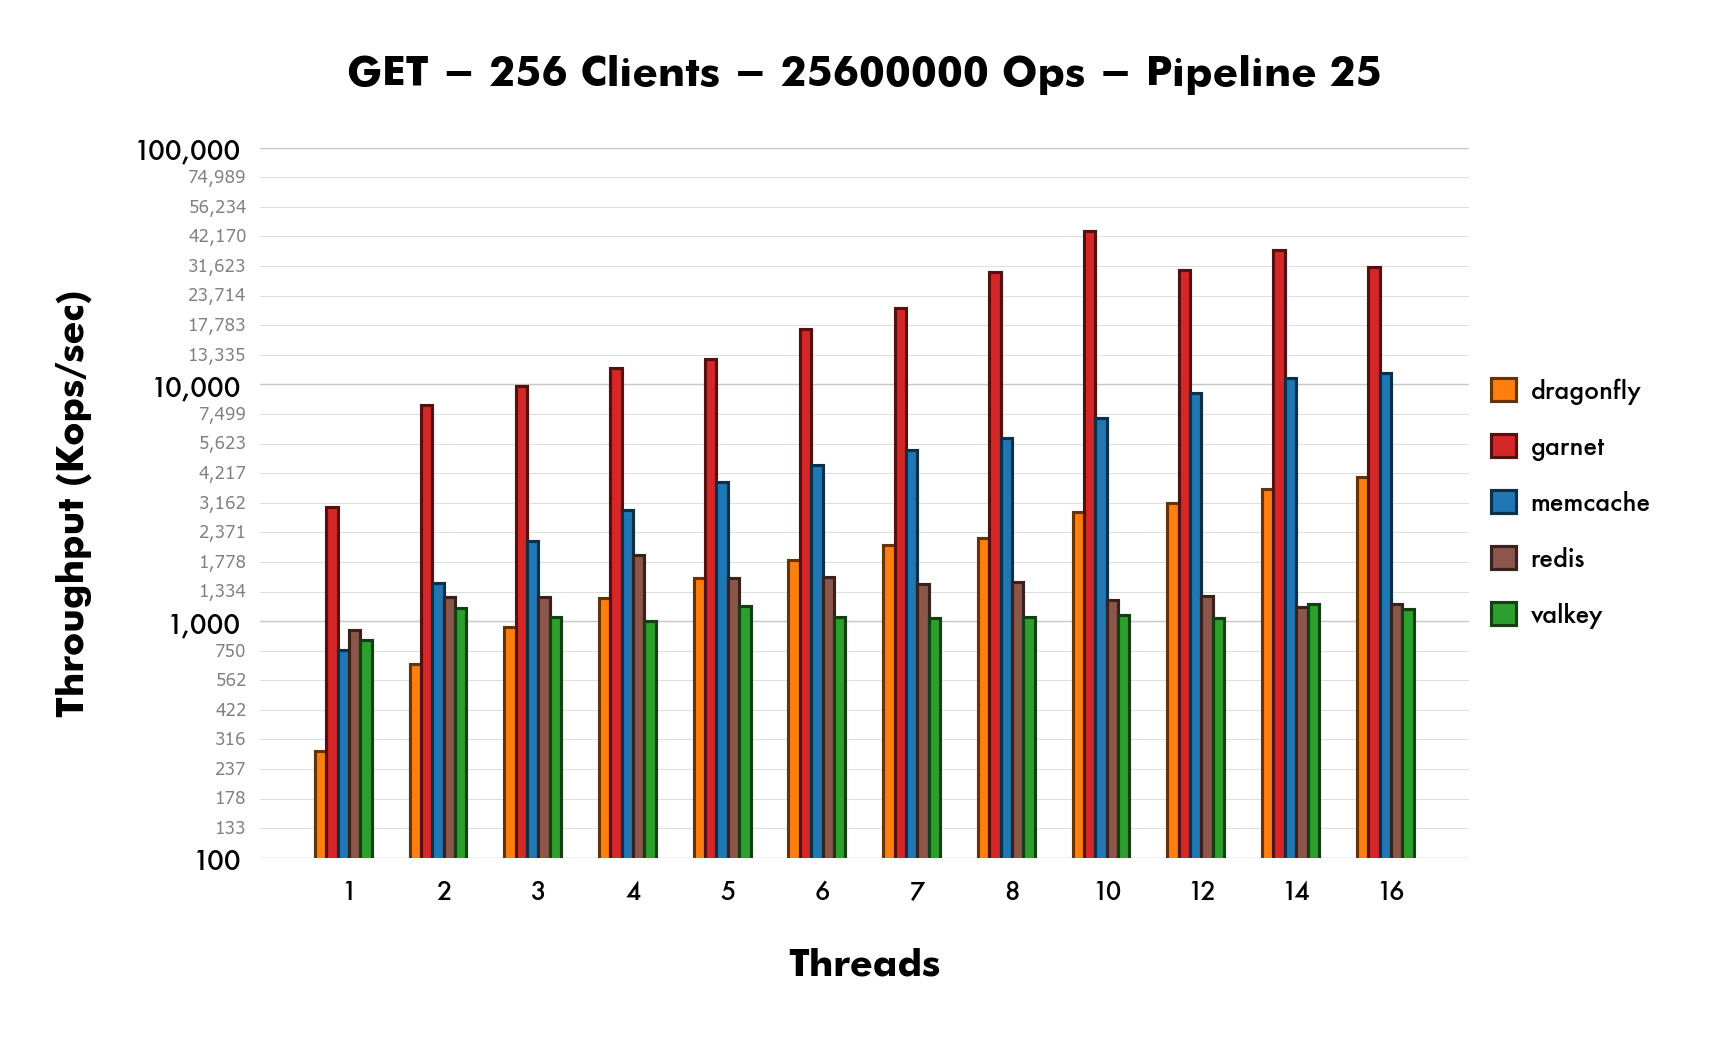 GET – 256 Clients – 25600000 Ops – Pipeline 25
Throughput (Kops/sec)
100,000
74,989
56,234
42,170
31,623
23,714
17,783
13,335
10,000
7,499
5,623
4,217
3,162
2,371
1,778
1,334
1,000
750
562
422
316
237
178
133
100
1 2 3 4 5 6 7 8 10 12 14 16
Threads
dragonfly
garnet
memcache
redis
valkey